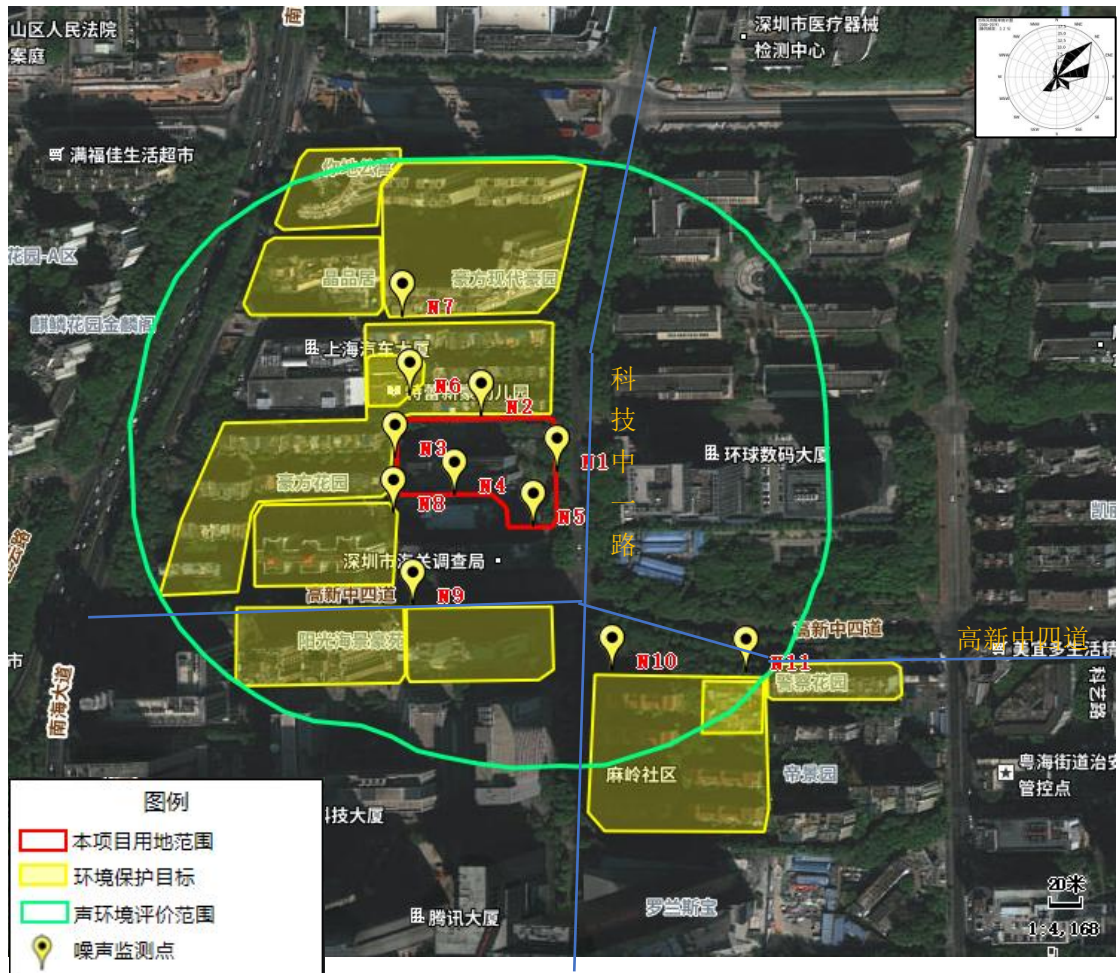 山区人民法院
案庭
南
深圳市医疗器械
检测中心
满福佳生活超市
花园-A区
晶品居
豪方现代豪园
N7
麒麟花园金麟阁
上海汽车大厦
N6
N2
科技中一路
N3
N1
环球数码大厦
豪方花园
N4
N8
N5
深圳市海关调查局
高新中四道
N9
阳光海景豪苑
高新中四道
高新中四道
N10
N11
美宜多生活精
市
警察花园
南海大道
科艺路
麻岭社区
帝景园
粤海街道治安
管控点
科技大厦
腾讯大厦
罗兰斯宝
20米
1:4,168
图例
本项目用地范围
环境保护目标
声环境评价范围
噪声监测点